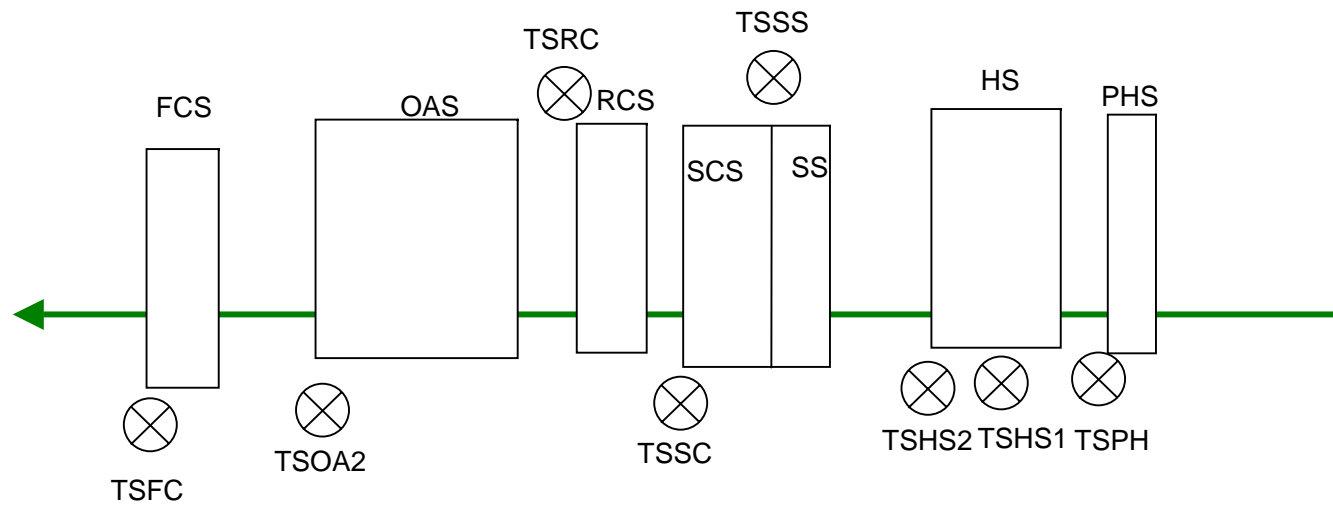 TSSS
TSRC
HS
PHS
RCS
FCS
OAS
SCS
SS
TSHS2
TSHS1
TSPH
TSSC
TSOA2
TSFC